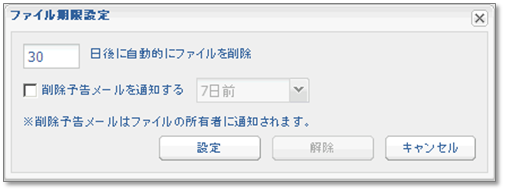 ファイル期限設定
30 日後に自動的にファイルを削除
削除予告メールを通知する 7日前
※削除予告メールはファイルの所有者に通知されます。
設定 解除 キャンセル